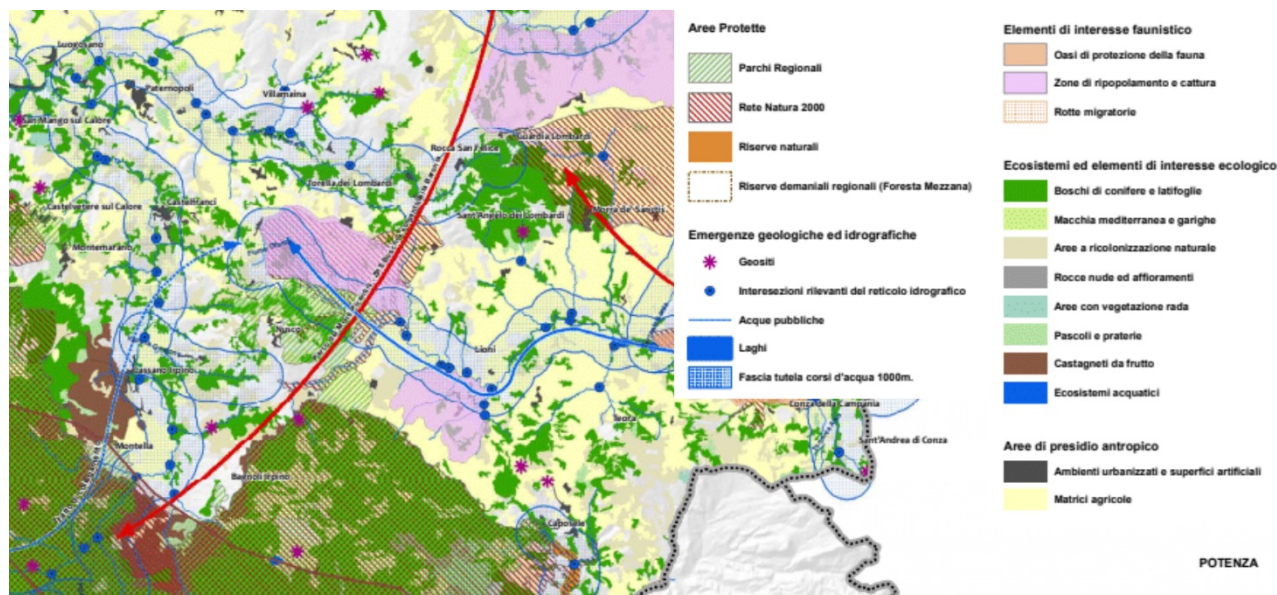 Luogosano
Paternopoli
Villamaina
San Mango sul Calore
Guardia Lombardi
Rocca San Felice
Torella dei Lombardi
Castelvetere sul Calore
Castelfranci
Sant'Angelo dei Lombardi
Morra de' Sanctis
Montemarano
Nusco
Lioni
Cassano Irpino
Teora
Montella
Bagnoli Irpino
Caposele
Conza della Campania
Sant'Andrea di Conza
Aree Protette
Parchi Regionali
Rete Natura 2000
Riserve naturali
Riserve demaniali regionali (Foresta Mezzana)
Emergenze geologiche ed idrografiche
Geositi
Interesezioni rilevanti del reticolo idrografico
Acque pubbliche
Laghi
Fascia tutela corsi d'acqua 1000m.
Elementi di interesse faunistico
Oasi di protezione della fauna
Zone di ripopolamento e cattura
Rotte migratorie
Ecosistemi ed elementi di interesse ecologico
Boschi di conifere e latifoglie
Macchia mediterranea e garighe
Aree a ricolonizzazione naturale
Rocce nude ed affioramenti
Aree con vegetazione rada
Pascoli e praterie
Castagneti da frutto
Ecosistemi acquatici
Aree di presidio antropico
Ambienti urbanizzati e superfici artificiali
Matrici agricole
POTENZA